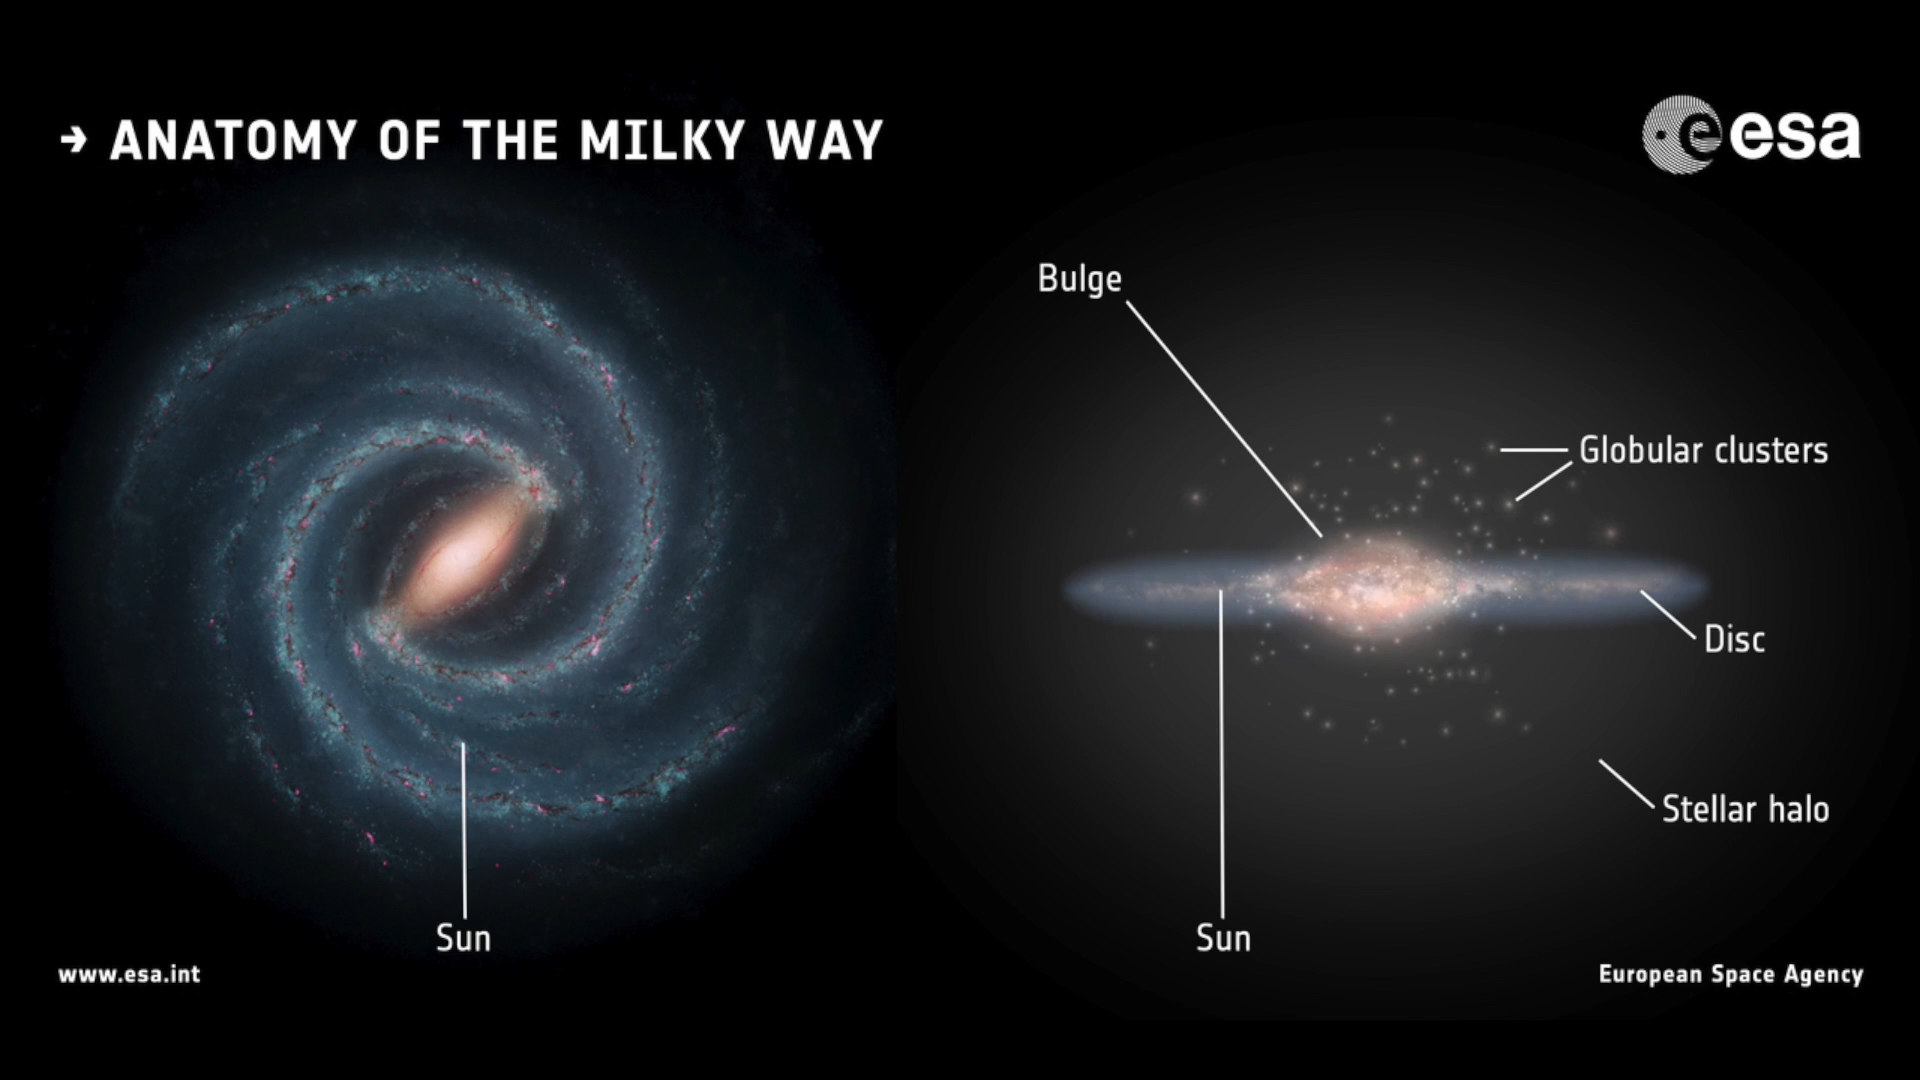 → ANATOMY OF THE MILKY WAY
esa
Bulge
Globular clusters
Disc
Stellar halo
Sun
Sun
www.esa.int
European Space Agency